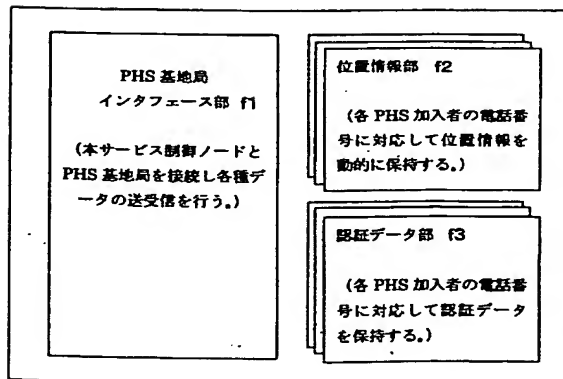 PHS 基地局
インタフェース部 f1
(本サービス制御ノードと
PHS 基地局を接続し各種デ
ータの送受信を行う。)
位置情報部 f2
(各 PHS 加入者の電話番
号に対応して位置情報を
動的に保持する。)
認証データ部 f3
(各 PHS 加入者の電話番
号に対応して認証データ
を保持する。)